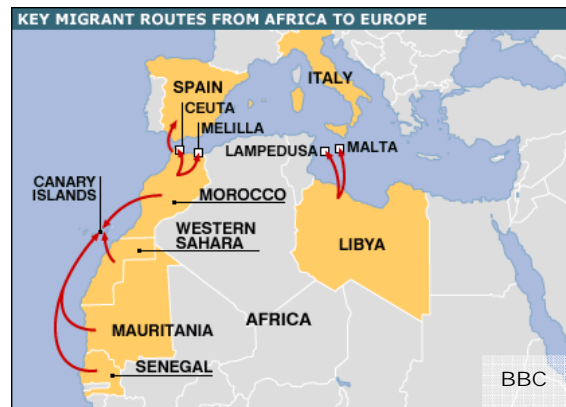 KEY MIGRANT ROUTES FROM AFRICA TO EUROPE
SPAIN
ITALY
CEUTA
MELILLA
LAMPEDUSA
MALTA
CANARY
ISLANDS
MOROCCO
WESTERN
SAHARA
LIBYA
MAURITANIA
AFRICA
SENEGAL
BBC